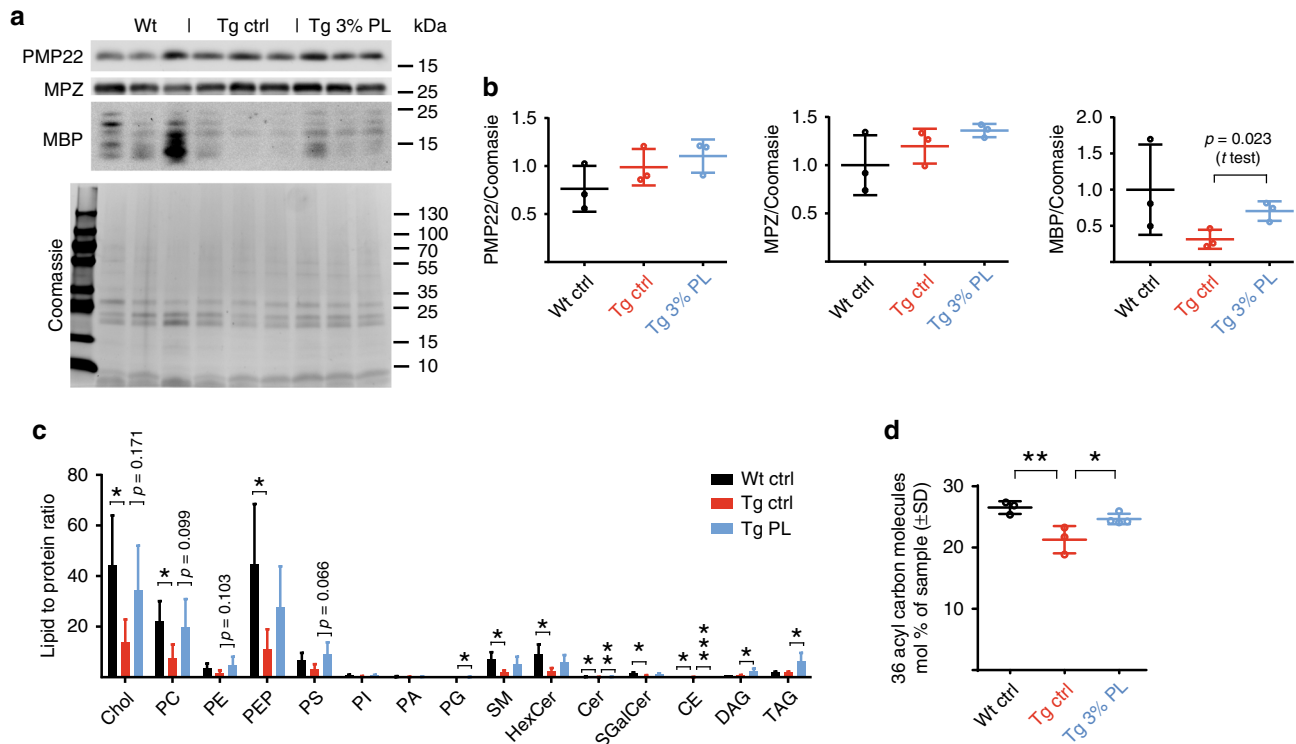 a
Wt | Tg ctrl | Tg 3% PL kDa
PMP22
15
MPZ
25
25
MBP
15
Coomassie
130
100
70
55
35
25
15
10
b
PMP22/Coomasie
1.5
1.0
0.5
Wt ctrl
Tg ctrl
Tg 3% PL
MPZ/Coomasie
1.5
1.0
0.5
Wt ctrl
Tg ctrl
Tg 3% PL
MBP/Coomasie
2.0
1.5
1.0
0.5
p = 0.023
(t test)
Wt ctrl
Tg ctrl
Tg 3% PL
c
Lipid to protein ratio
80
60
40
20
* p = 0.171
* p = 0.099
p = 0.103
*
p = 0.066
*
*
*
* **
*
* ***
*
*
Wt ctrl
Tg ctrl
Tg PL
Chol
PC
PE
PEP
PS
PI
PA
PG
SM
HexCer
Cer
SGalCer
CE
DAG
TAG
d
36 acyl carbon molecules
mol % of sample (±SD)
30
20
10
** *
Wt ctrl
Tg ctrl
Tg 3% PL